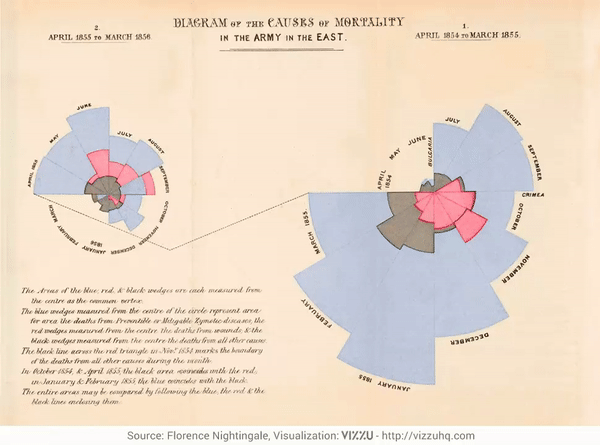 DIAGRAM OF THE CAUSES OF MORTALITY
IN THE ARMY IN THE EAST.
2.
APRIL 1855 TO MARCH 1856
1.
APRIL 1854 TO MARCH 1855.
APRIL 1855
MAY
JUNE
JULY
AUGUST
SEPTEMBER
OCTOBER
NOVEMBER
DECEMBER
1856
FEBRUARY
MARCH
APRIL 1854
MAY
JUNE
BULGARIA
JULY
AUGUST
SEPTEMBER
CRIMEA
OCTOBER
NOVEMBER
DECEMBER
JANUARY 1855
FEBRUARY
MARCH 1855.
The Areas of the blue, red, & black wedges are each measured from
the centre as the common vertex.
The blue wedges measured from the centre of the circle represent area
for area the deaths from Preventible or Mitigable Zymotic diseases, the
red wedges measured from the centre the deaths from wounds, & the
black wedges measured from the centre the deaths from all other causes.
The black line across the red triangle in Novr. 1854 marks the boundary
of the deaths from all other causes during the month.
In October 1854, & April 1855, the black area coincides with the red,
in January & February 1855, the blue coincides with the black.
The entire areas may be compared by following the blue, the red & the
black lines enclosing them.
Source: Florence Nightingale, Visualization: VIZZU - http://vizzuhq.com